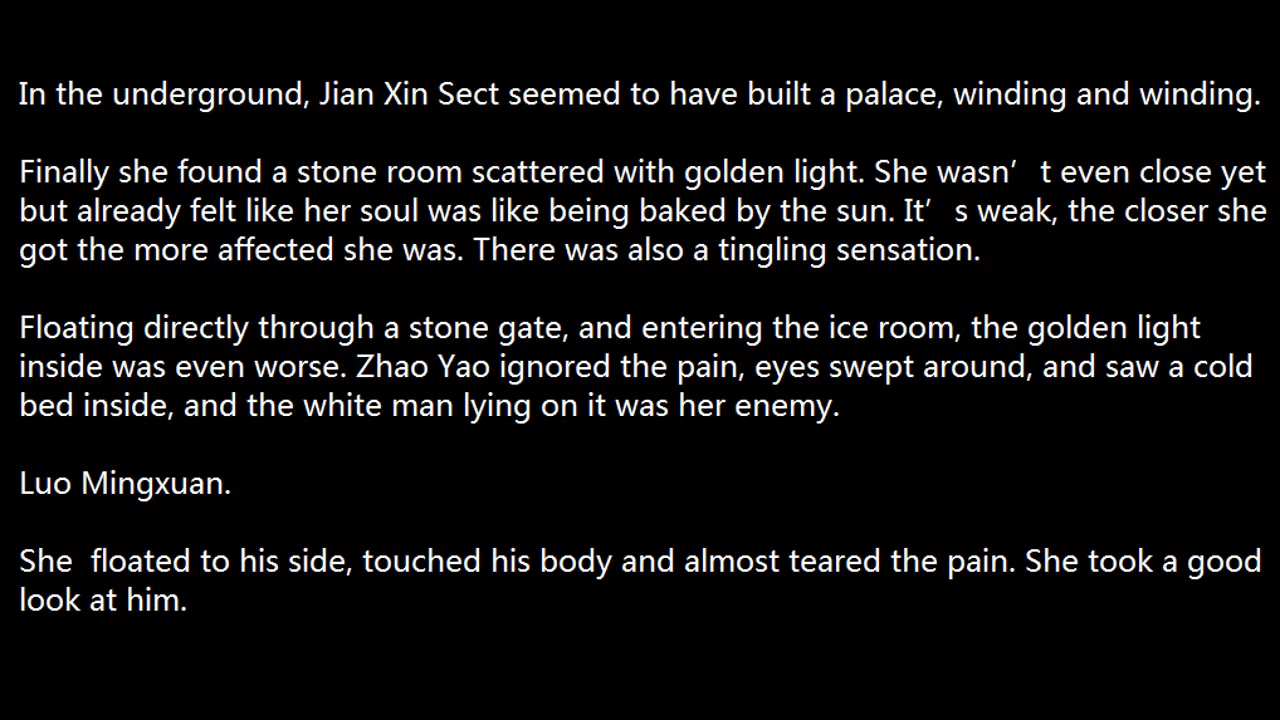 In the underground, Jian Xin Sect seemed to have built a palace, winding and winding.
Finally she found a stone room scattered with golden light. She wasn’ t even close yet
but already felt like her soul was like being baked by the sun. It’ s weak, the closer she
got the more affected she was. There was also a tingling sensation.
Floating directly through a stone gate, and entering the ice room, the golden light
inside was even worse. Zhao Yao ignored the pain, eyes swept around, and saw a cold
bed inside, and the white man lying on it was her enemy.
Luo Mingxuan.
She  floated to his side, touched his body and almost teared the pain. She took a good
look at him.